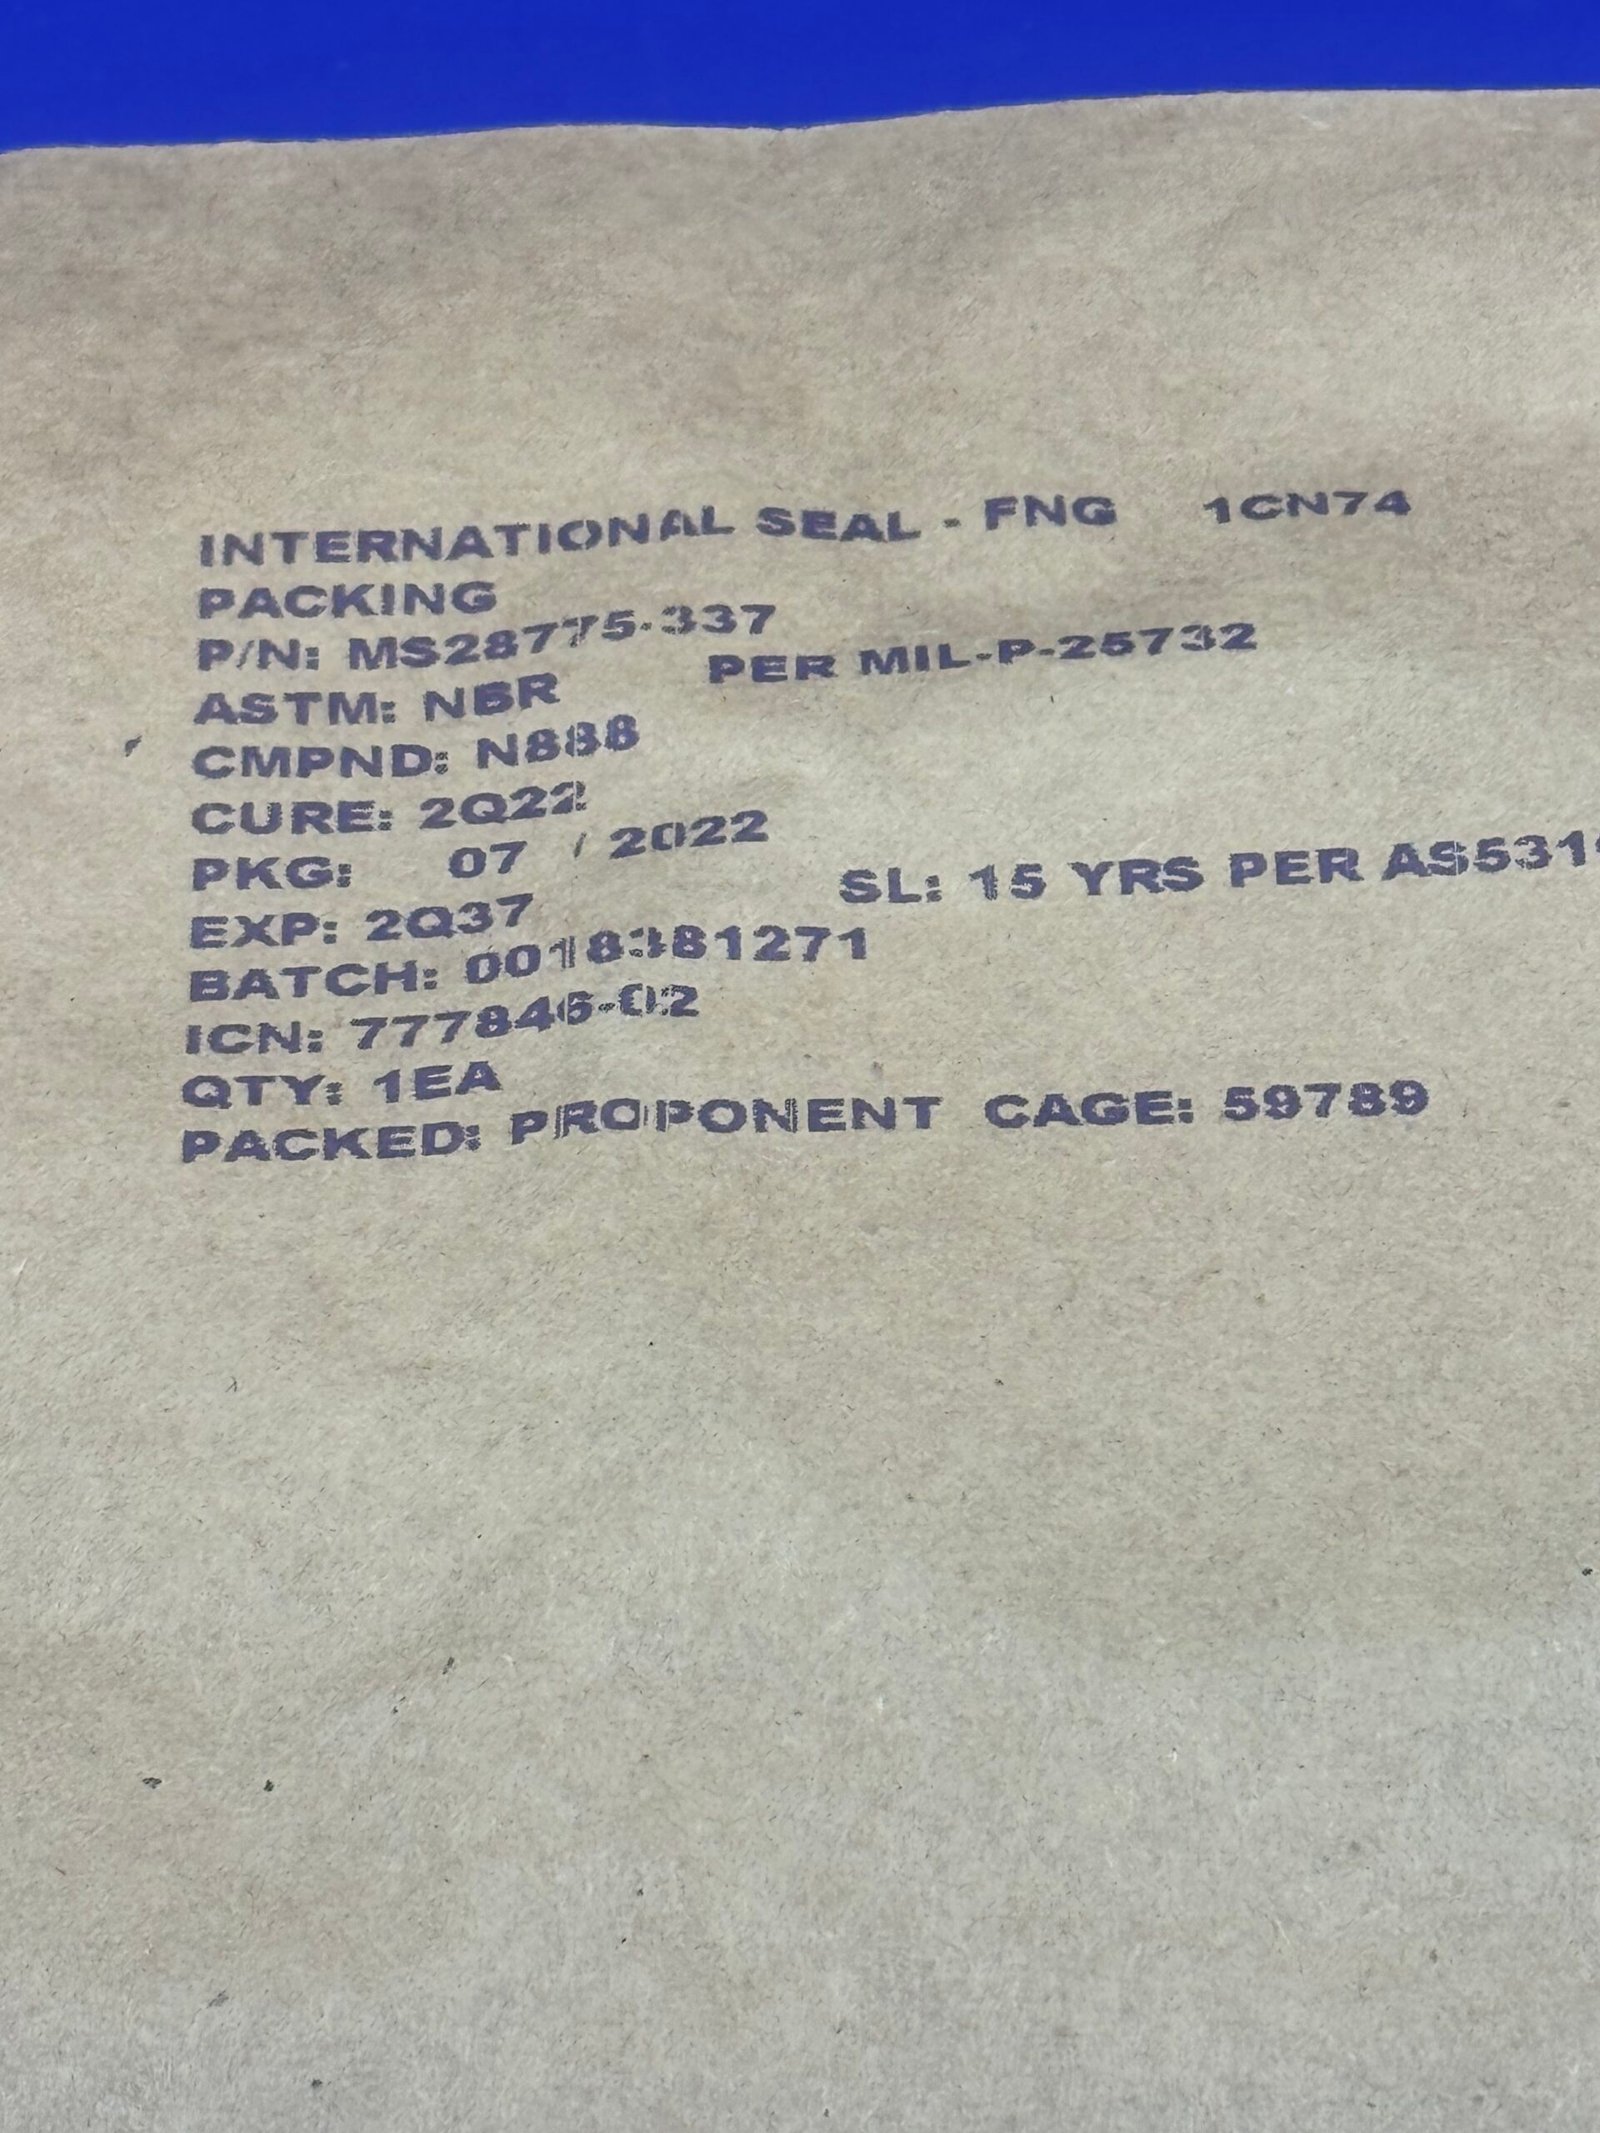 INTERNATIONAL SEAL - FNG 1CN74
PACKING
P/N: MS28775-337
ASTM: NBR PER MIL-P-25732
CMPND: N888
CURE: 2Q22
PKG: 07 / 2022
EXP: 2Q37 SL: 15 YRS PER
BATCH: 0018381271
ICN: 777846-02
QTY: 1EA
PACKED: PROPONENT CAGE: 59789